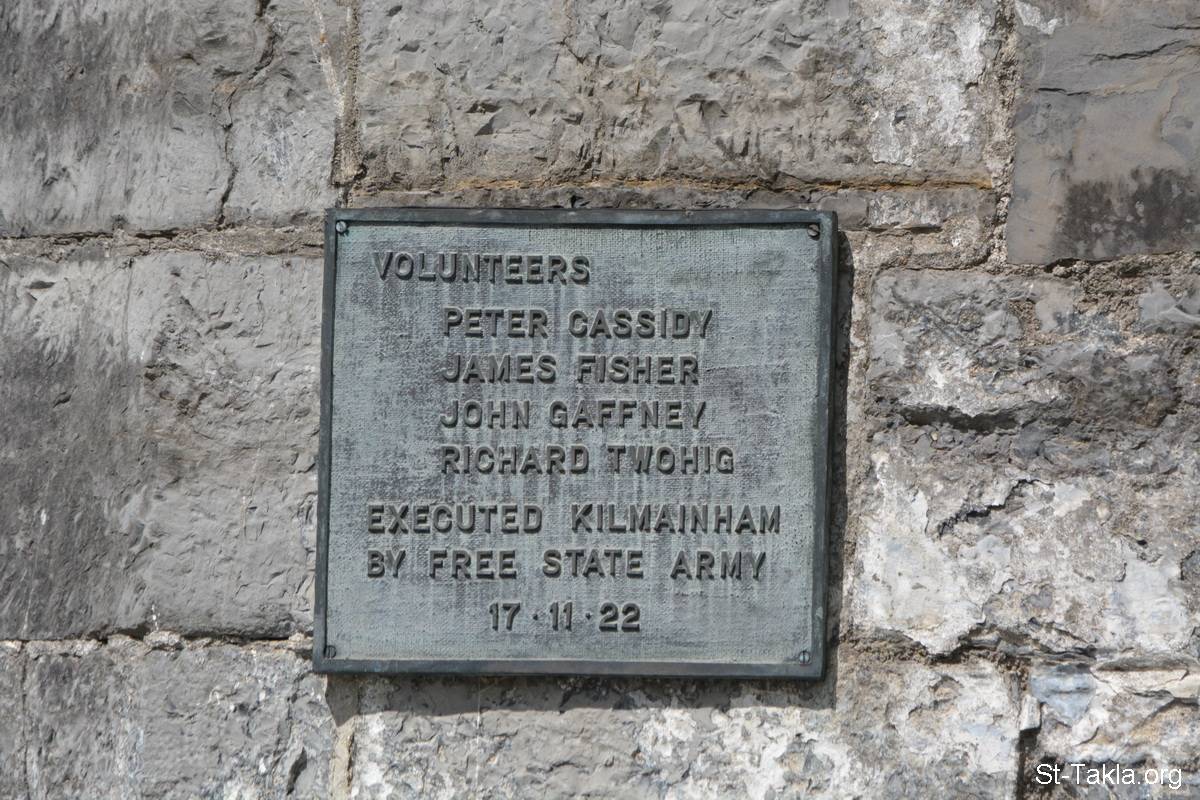 VOLUNTEERS
PETER CASSIDY
JAMES FISHER
JOHN GAFFNEY
RICHARD TWOHIG
EXECUTED KILMAINHAM
BY FREE STATE ARMY
17·11·22
St-Takla.org